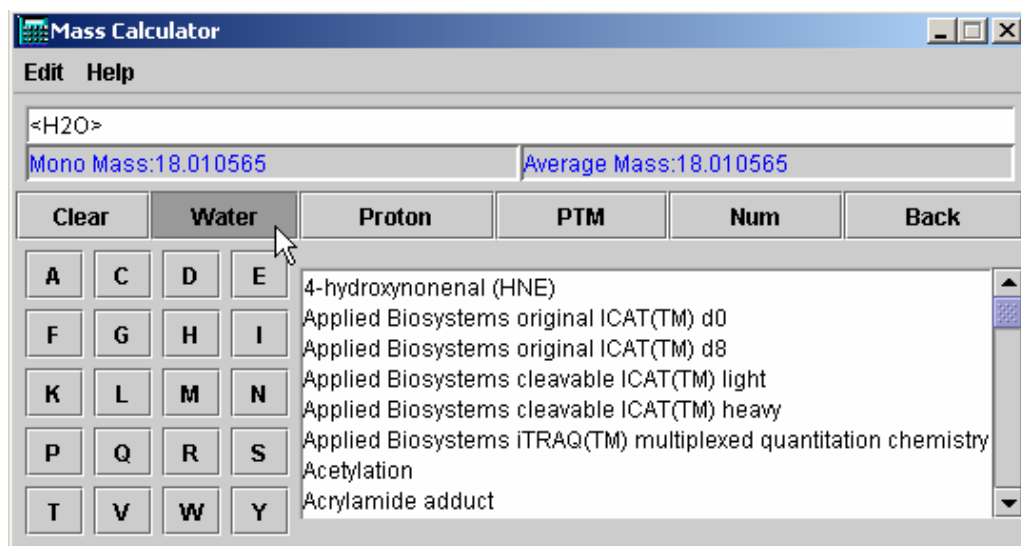 Mass Calculator
Edit Help
<H2O>
Mono Mass:18.010565 Average Mass:18.010565
Clear Water Proton PTM Num Back
A C D E
F G H I
K L M N
P Q R S
T V W Y
4-hydroxynonenal (HNE)
Applied Biosystems original ICAT(TM) d0
Applied Biosystems original ICAT(TM) d8
Applied Biosystems cleavable ICAT(TM) light
Applied Biosystems cleavable ICAT(TM) heavy
Applied Biosystems iTRAQ(TM) multiplexed quantitation chemistry
Acetylation
Acrylamide adduct